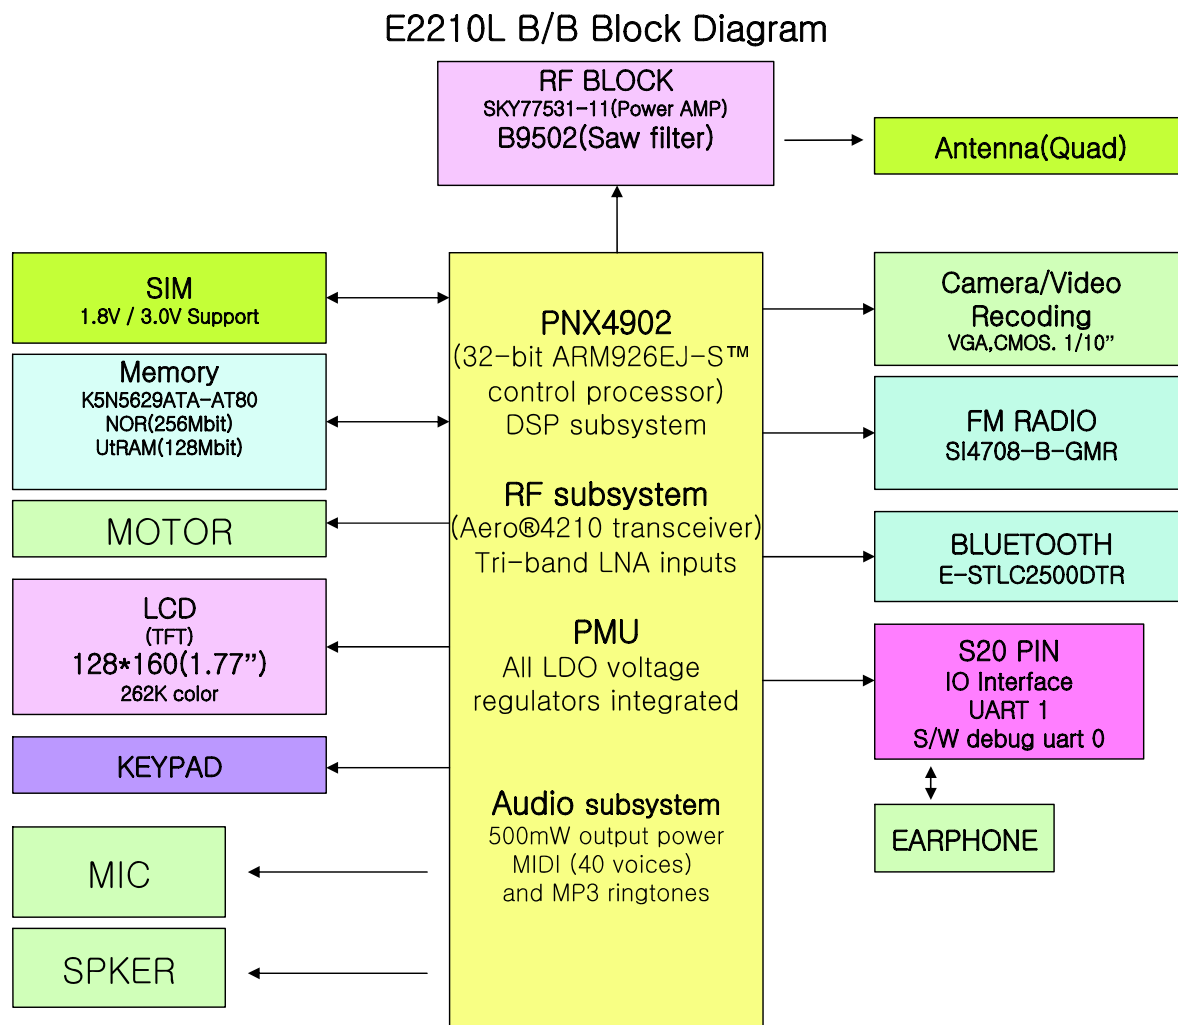 E2210L B/B Block Diagram
RF BLOCK
SKY77531-11(Power AMP)
B9502(Saw filter)
Antenna(Quad)
SIM
1.8V / 3.0V Support
Memory
K5N5629ATA-AT80
NOR(256Mbit)
UtRAM(128Mbit)
MOTOR
LCD
(TFT)
128*160(1.77”)
262K color
KEYPAD
MIC
SPKER
PNX4902
(32-bit ARM926EJ-S™
control processor)
DSP subsystem
RF subsystem
(Aero®4210 transceiver)
Tri-band LNA inputs
PMU
All LDO voltage
regulators integrated
Audio subsystem
500mW output power
MIDI (40 voices)
and MP3 ringtones
Camera/Video
Recoding
VGA,CMOS. 1/10”
FM RADIO
SI4708-B-GMR
BLUETOOTH
E-STLC2500DTR
S20 PIN
IO Interface
UART 1
S/W debug uart 0
EARPHONE